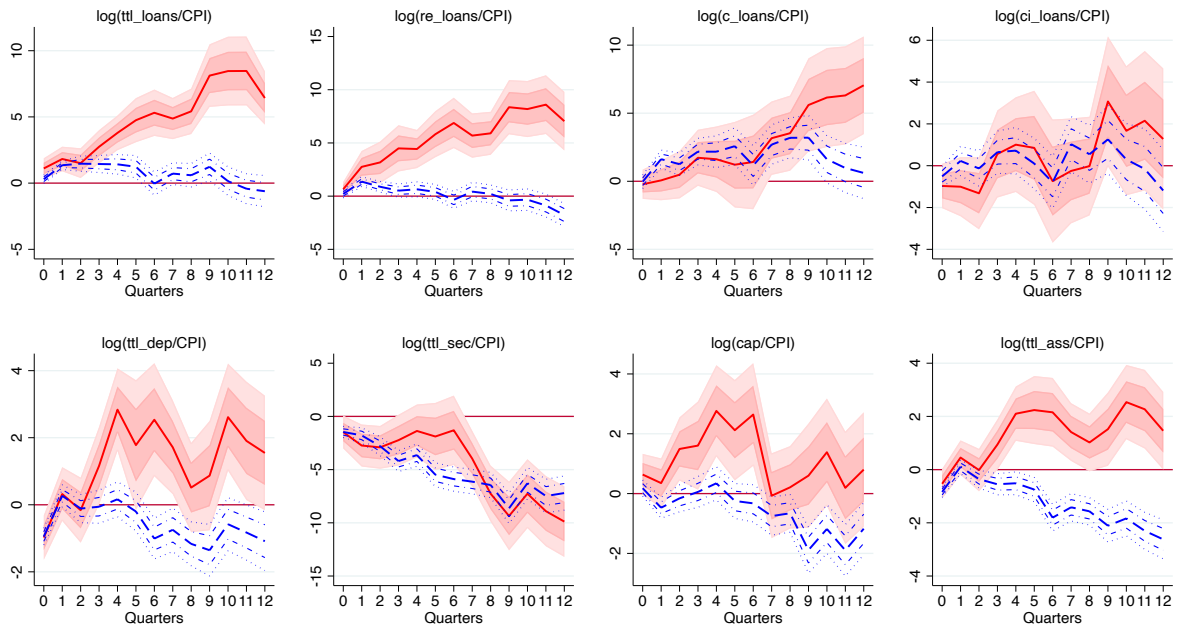 log(ttl_loans/CPI)
10
5
0
-5
0 1 2 3 4 5 6 7 8 9 10 11 12
Quarters
log(re_loans/CPI)
15
10
5
0
-5
0 1 2 3 4 5 6 7 8 9 10 11 12
Quarters
log(c_loans/CPI)
10
5
0
-5
0 1 2 3 4 5 6 7 8 9 10 11 12
Quarters
log(ci_loans/CPI)
6
4
2
0
-2
-4
0 1 2 3 4 5 6 7 8 9 10 11 12
Quarters
log(ttl_dep/CPI)
4
2
0
-2
0 1 2 3 4 5 6 7 8 9 10 11 12
Quarters
log(ttl_sec/CPI)
5
0
-5
-10
-15
0 1 2 3 4 5 6 7 8 9 10 11 12
Quarters
log(cap/CPI)
4
2
0
-2
0 1 2 3 4 5 6 7 8 9 10 11 12
Quarters
log(ttl_ass/CPI)
4
2
0
-2
-4
0 1 2 3 4 5 6 7 8 9 10 11 12
Quarters